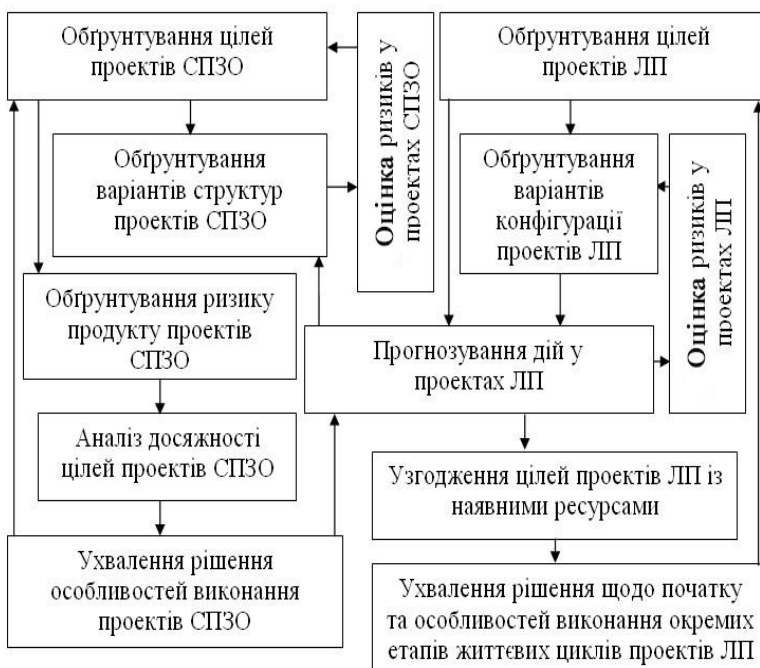 Обґрунтування цілей
проектів СПЗО
Оцінка ризиків у
проектах СПЗО
Обґрунтування цілей
проектів ЛП
Обґрунтування
варіантів структур
проектів СПЗО
Обґрунтування
варіантів
конфігурації
проектів ЛП
Оцінка ризиків у
проектах ЛП
Обґрунтування ризику
продукту проектів
СПЗО
Прогнозування дій у
проектах ЛП
Аналіз досяжності
цілей проектів СПЗО
Узгодження цілей проектів ЛП із
наявними ресурсами
Ухвалення рішення
особливостей виконання
проектів СПЗО
Ухвалення рішення щодо початку
та особливостей виконання окремих
етапів життєвих циклів проектів ЛП